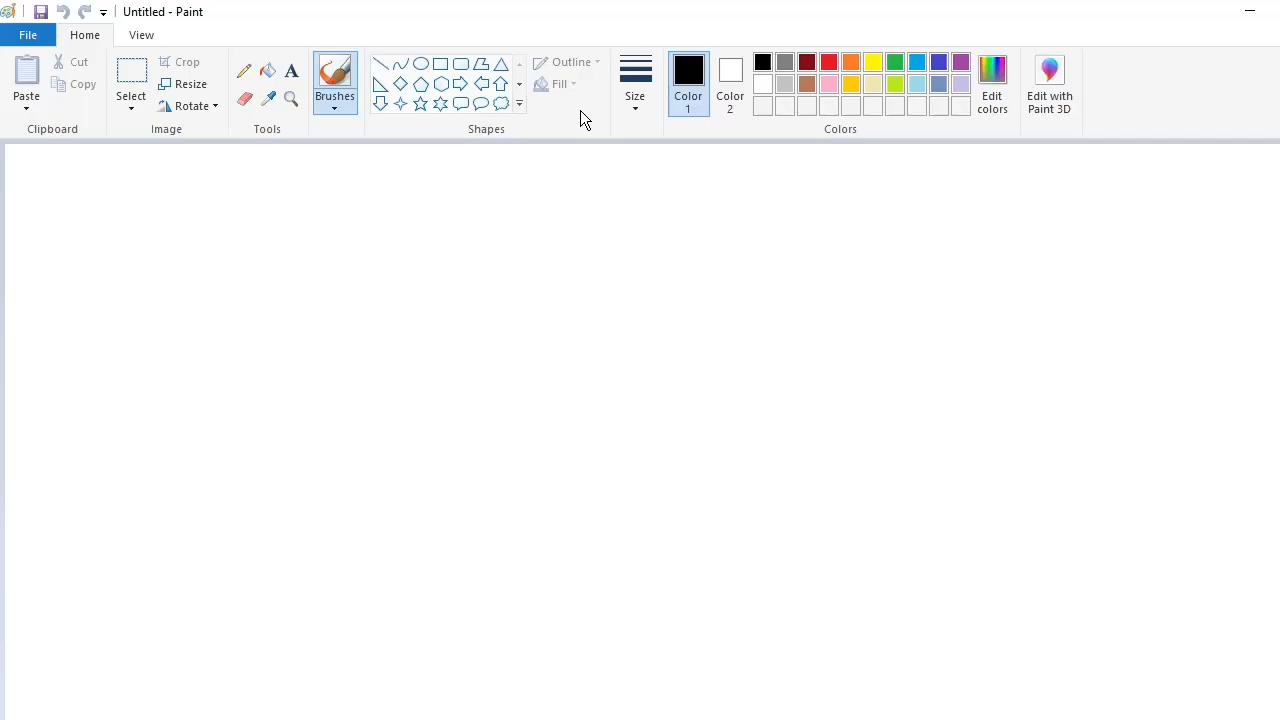 Untitled - Paint
File Home View
Paste
Cut
Copy
Clipboard
Select
Crop
Resize
Rotate
Image
A
Tools
Brushes
Outline
Fill
Shapes
Size
Color
1
Color
2
Edit
colors
Colors
Edit with
Paint 3D